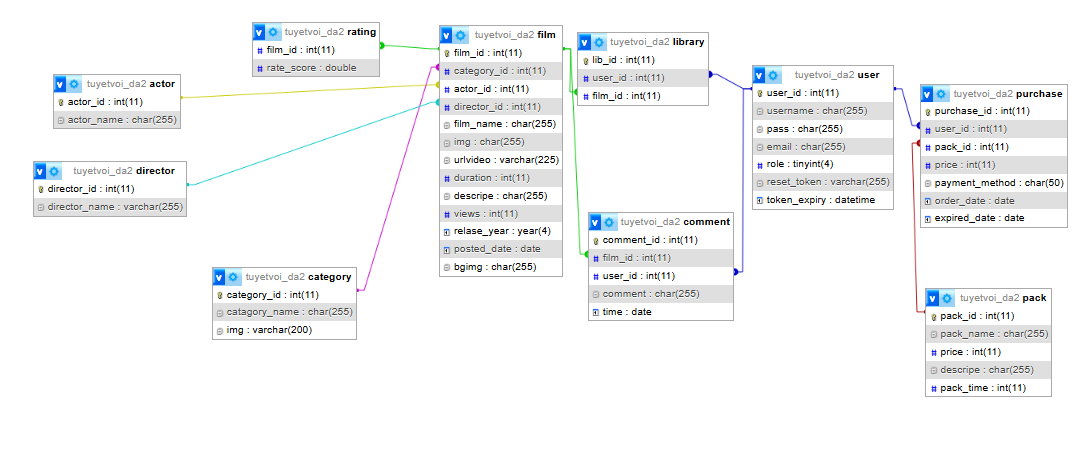 tuyetvoi_da2 rating
film_id : int(11)
rate_score : double
tuyetvoi_da2 actor
actor_id : int(11)
actor_name : char(255)
tuyetvoi_da2 director
director_id : int(11)
director_name : varchar(255)
tuyetvoi_da2 category
category_id : int(11)
catagory_name : char(255)
img : varchar(200)
tuyetvoi_da2 film
film_id : int(11)
category_id : int(11)
actor_id : int(11)
director_id : int(11)
film_name : char(255)
img : char(255)
urlvideo : varchar(225)
duration : int(11)
descripe : char(255)
views : int(11)
relase_year : year(4)
posted_date : date
bgimg : char(255)
tuyetvoi_da2 library
lib_id : int(11)
user_id : int(11)
film_id : int(11)
tuyetvoi_da2 comment
comment_id : int(11)
film_id : int(11)
user_id : int(11)
comment : char(255)
time : date
tuyetvoi_da2 user
user_id : int(11)
username : char(255)
pass : char(255)
email : char(255)
role : tinyint(4)
reset_token : varchar(255)
token_expiry : datetime
tuyetvoi_da2 purchase
purchase_id : int(11)
user_id : int(11)
pack_id : int(11)
price : int(11)
payment_method : char(50)
order_date : date
expired_date : date
tuyetvoi_da2 pack
pack_id : int(11)
pack_name : char(255)
price : int(11)
descripe : char(255)
pack_time : int(11)